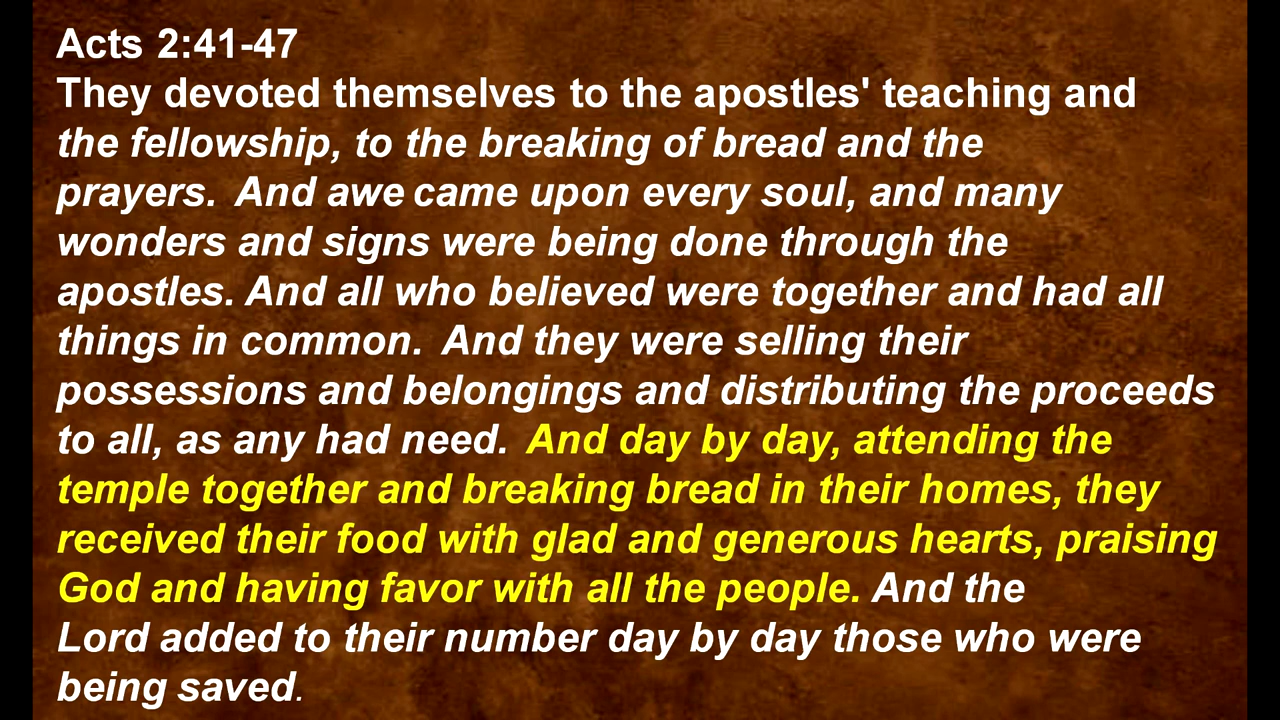 Acts 2:41-47
They devoted themselves to the apostles' teaching and
the fellowship, to the breaking of bread and the
prayers. And awe came upon every soul, and many
wonders and signs were being done through the
apostles. And all who believed were together and had all
things in common. And they were selling their
possessions and belongings and distributing the proceeds
to all, as any had need. And day by day, attending the
temple together and breaking bread in their homes, they
received their food with glad and generous hearts, praising
God and having favor with all the people. And the
Lord added to their number day by day those who were
being saved.